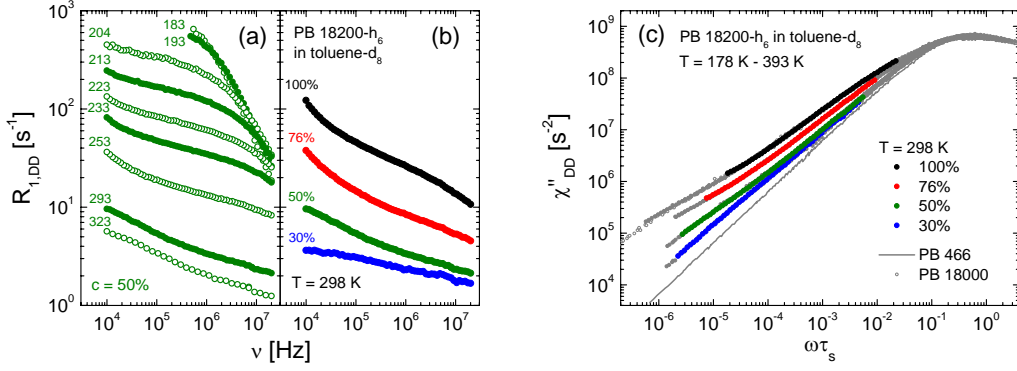 R1,DD [s-1]
103
102
101
100
204
213
223
233
253
293
323
183
193
(a)
c = 50%
104
105
106
107
(b)
PB 18200-h6
in toluene-d8
100%
76%
50%
30%
T = 298 K
104
105
106
107
ν [Hz]
(c)
PB 18200-h6 in toluene-d8
T = 178 K - 393 K
χ''DD [s-2]
109
108
107
106
105
104
T = 298 K
100%
76%
50%
30%
PB 466
PB 18000
10-6
10-5
10-4
10-3
10-2
10-1
100
ωτs